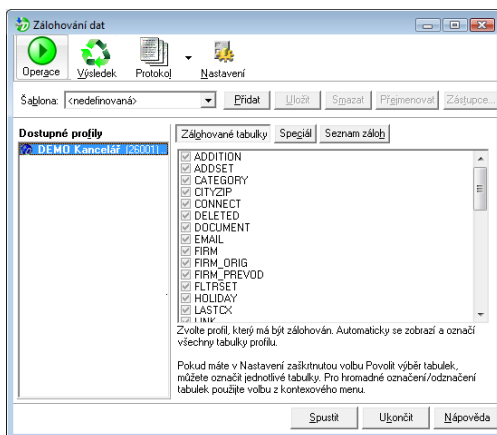 Zálohování dat
Operace Výsledek Protokol Nastavení
Šablona: <nedefinovaná> Přidat Uložit Smazat Přejmenovat Zástupce...
Dostupné profily
DEMO Kancelář (26001)...
Zálohované tabulky Speciál Seznam záloh
ADDITION
ADDSET
CATEGORY
CITYZIP
CONNECT
DELETED
DOCUMENT
EMAIL
FIRM
FIRM_ORIG
FIRM_PREVOD
FLTRSET
HOLIDAY
LASTCX
LINK
Zvolte profil, který má být zálohován. Automaticky se zobrazí a označí
všechny tabulky profilu.
Pokud máte v Nastavení zaškrtnutou volbu Povolit výběr tabulek,
můžete označit jednotlivé tabulky. Pro hromadné označení/odznačení
tabulek použijte volbu z kontexového menu.
Spustit Ukončit Nápověda